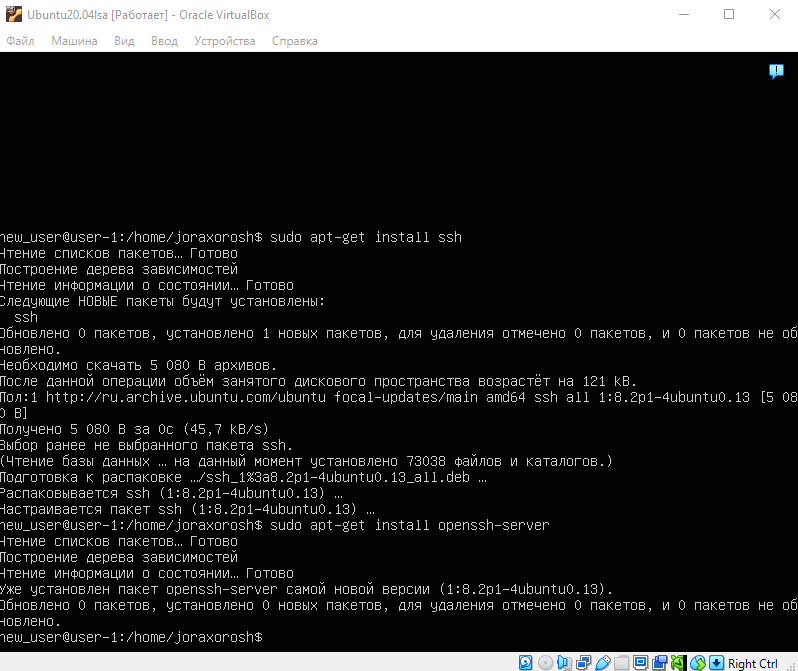 Ubuntu20.04lsa [Работает] - Oracle VirtualBox
Файл Машина Вид Ввод Устройства Справка
new_user@user-1:/home/joraxorosh$ sudo apt-get install ssh
Чтение списков пакетов… Готово
Построение дерева зависимостей
Чтение информации о состоянии… Готово
Следующие НОВЫЕ пакеты будут установлены:
ssh
Обновлено 0 пакетов, установлено 1 новых пакетов, для удаления отмечено 0 пакетов, и 0 пакетов не об
новлено.
Необходимо скачать 5 080 B архивов.
После данной операции объём занятого дискового пространства возрастёт на 121 kB.
Пол:1 http://ru.archive.ubuntu.com/ubuntu focal-updates/main amd64 ssh all 1:8.2p1-4ubuntu0.13 [5 08
0 B]
Получено 5 080 B за 0с (45,7 kB/s)
Выбор ранее не выбранного пакета ssh.
(Чтение базы данных … на данный момент установлено 73038 файлов и каталогов.)
Подготовка к распаковке …/ssh_1%3a8.2p1-4ubuntu0.13_all.deb …
Распаковывается ssh (1:8.2p1-4ubuntu0.13) …
Настраивается пакет ssh (1:8.2p1-4ubuntu0.13) …
new_user@user-1:/home/joraxorosh$ sudo apt-get install openssh-server
Чтение списков пакетов… Готово
Построение дерева зависимостей
Чтение информации о состоянии… Готово
Уже установлен пакет openssh-server самой новой версии (1:8.2p1-4ubuntu0.13).
Обновлено 0 пакетов, установлено 0 новых пакетов, для удаления отмечено 0 пакетов, и 0 пакетов не об
новлено.
new_user@user-1:/home/joraxorosh$
Right Ctrl